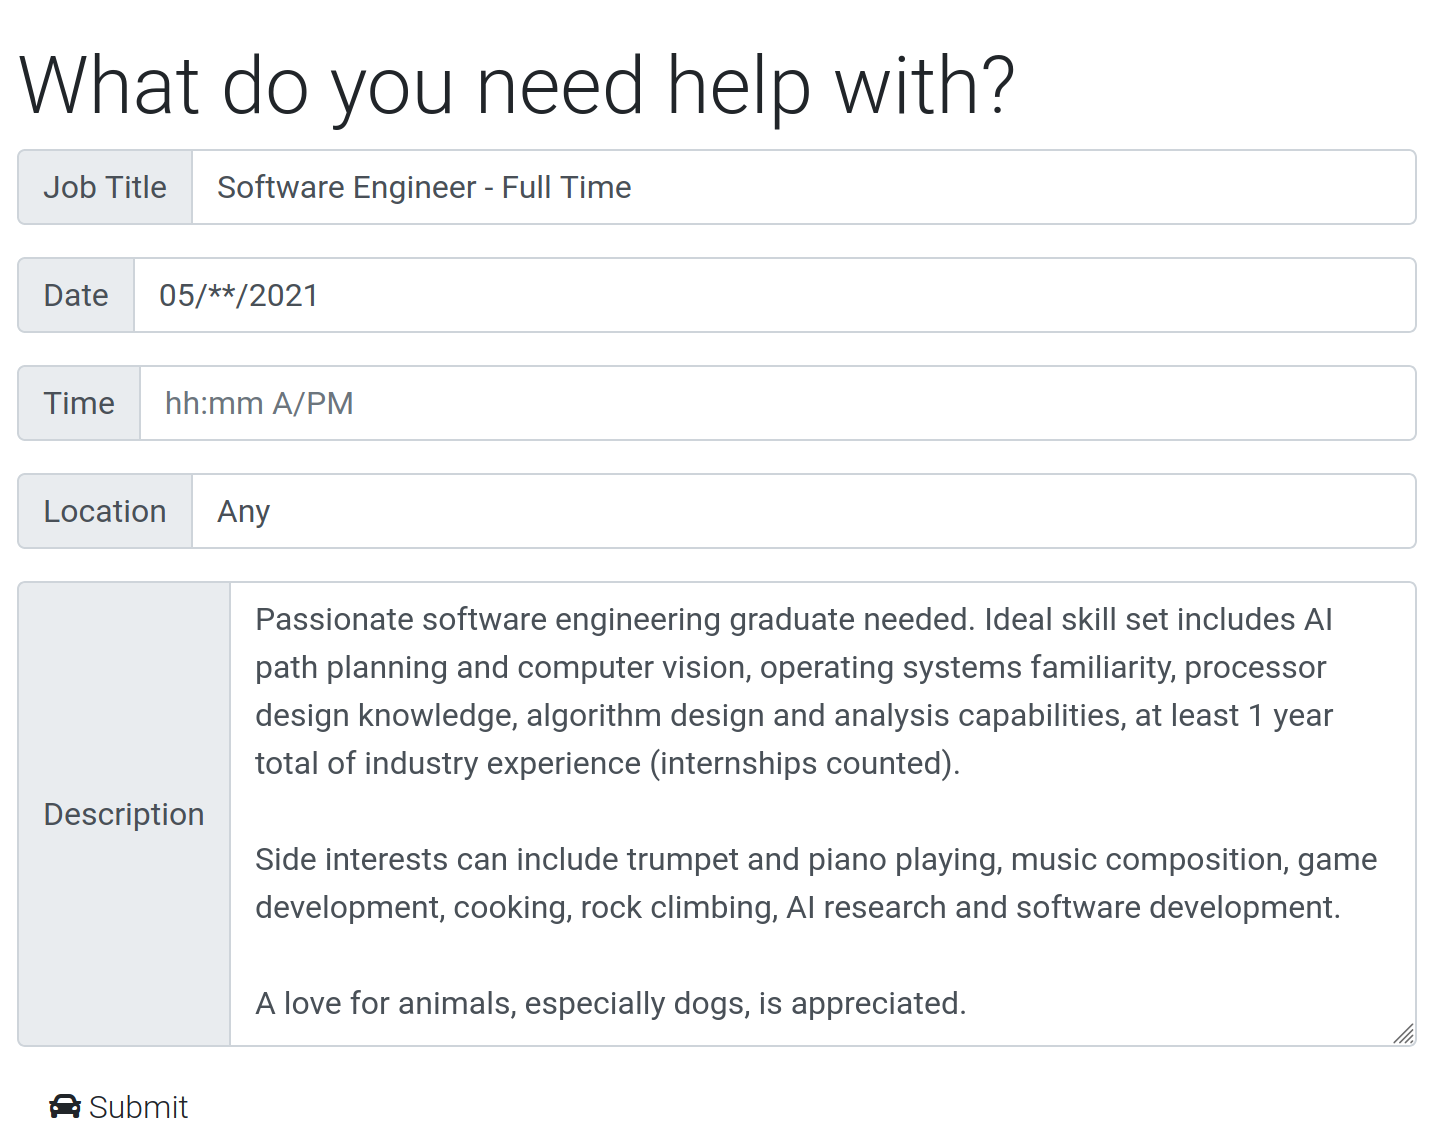 What do you need help with?
Job Title Software Engineer - Full Time
Date 05/**/2021
Time hh:mm A/PM
Location Any
Description
Passionate software engineering graduate needed. Ideal skill set includes AI
path planning and computer vision, operating systems familiarity, processor
design knowledge, algorithm design and analysis capabilities, at least 1 year
total of industry experience (internships counted).
Side interests can include trumpet and piano playing, music composition, game
development, cooking, rock climbing, AI research and software development.
A love for animals, especially dogs, is appreciated.
Submit